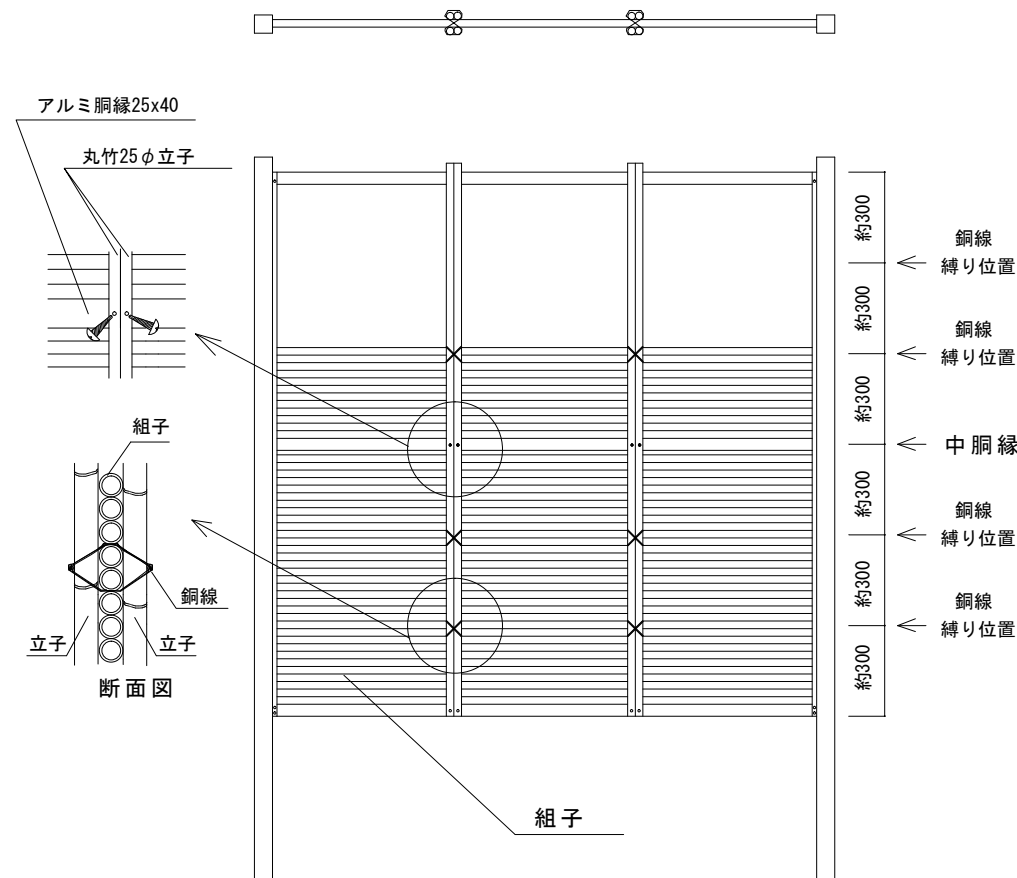 アルミ胴縁25x40
丸竹25φ立子
約300
銅線
縛り位置
約300
銅線
縛り位置
約300
中胴縁
約300
銅線
縛り位置
約300
銅線
縛り位置
約300
組子
銅線
立子
立子
断面図
組子